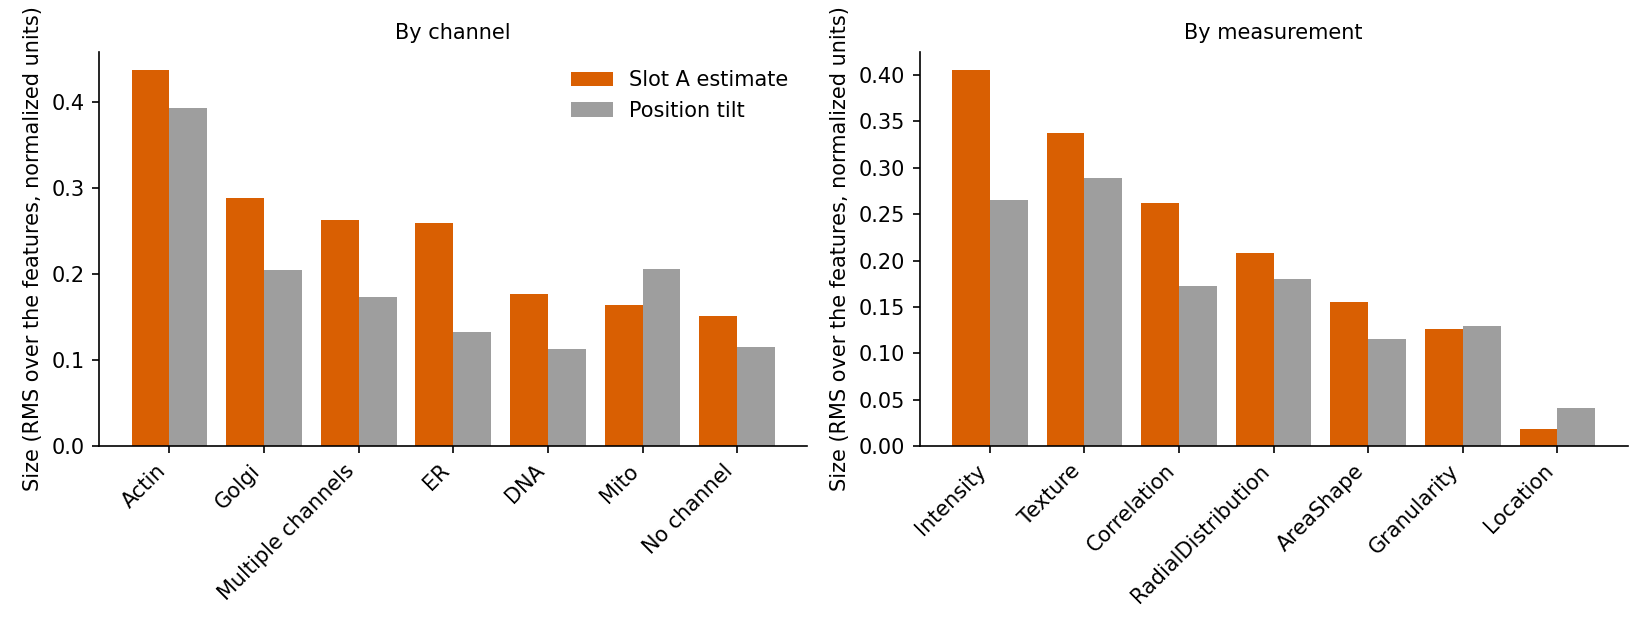 By channel
Size (RMS over the features, normalized units)
0.4
0.3
0.2
0.1
0.0
Slot A estimate
Position tilt
Actin
Golgi
Multiple channels
ER
DNA
Mito
No channel
By measurement
Size (RMS over the features, normalized units)
0.40
0.35
0.30
0.25
0.20
0.15
0.10
0.05
0.00
Intensity
Texture
Correlation
RadialDistribution
AreaShape
Granularity
Location